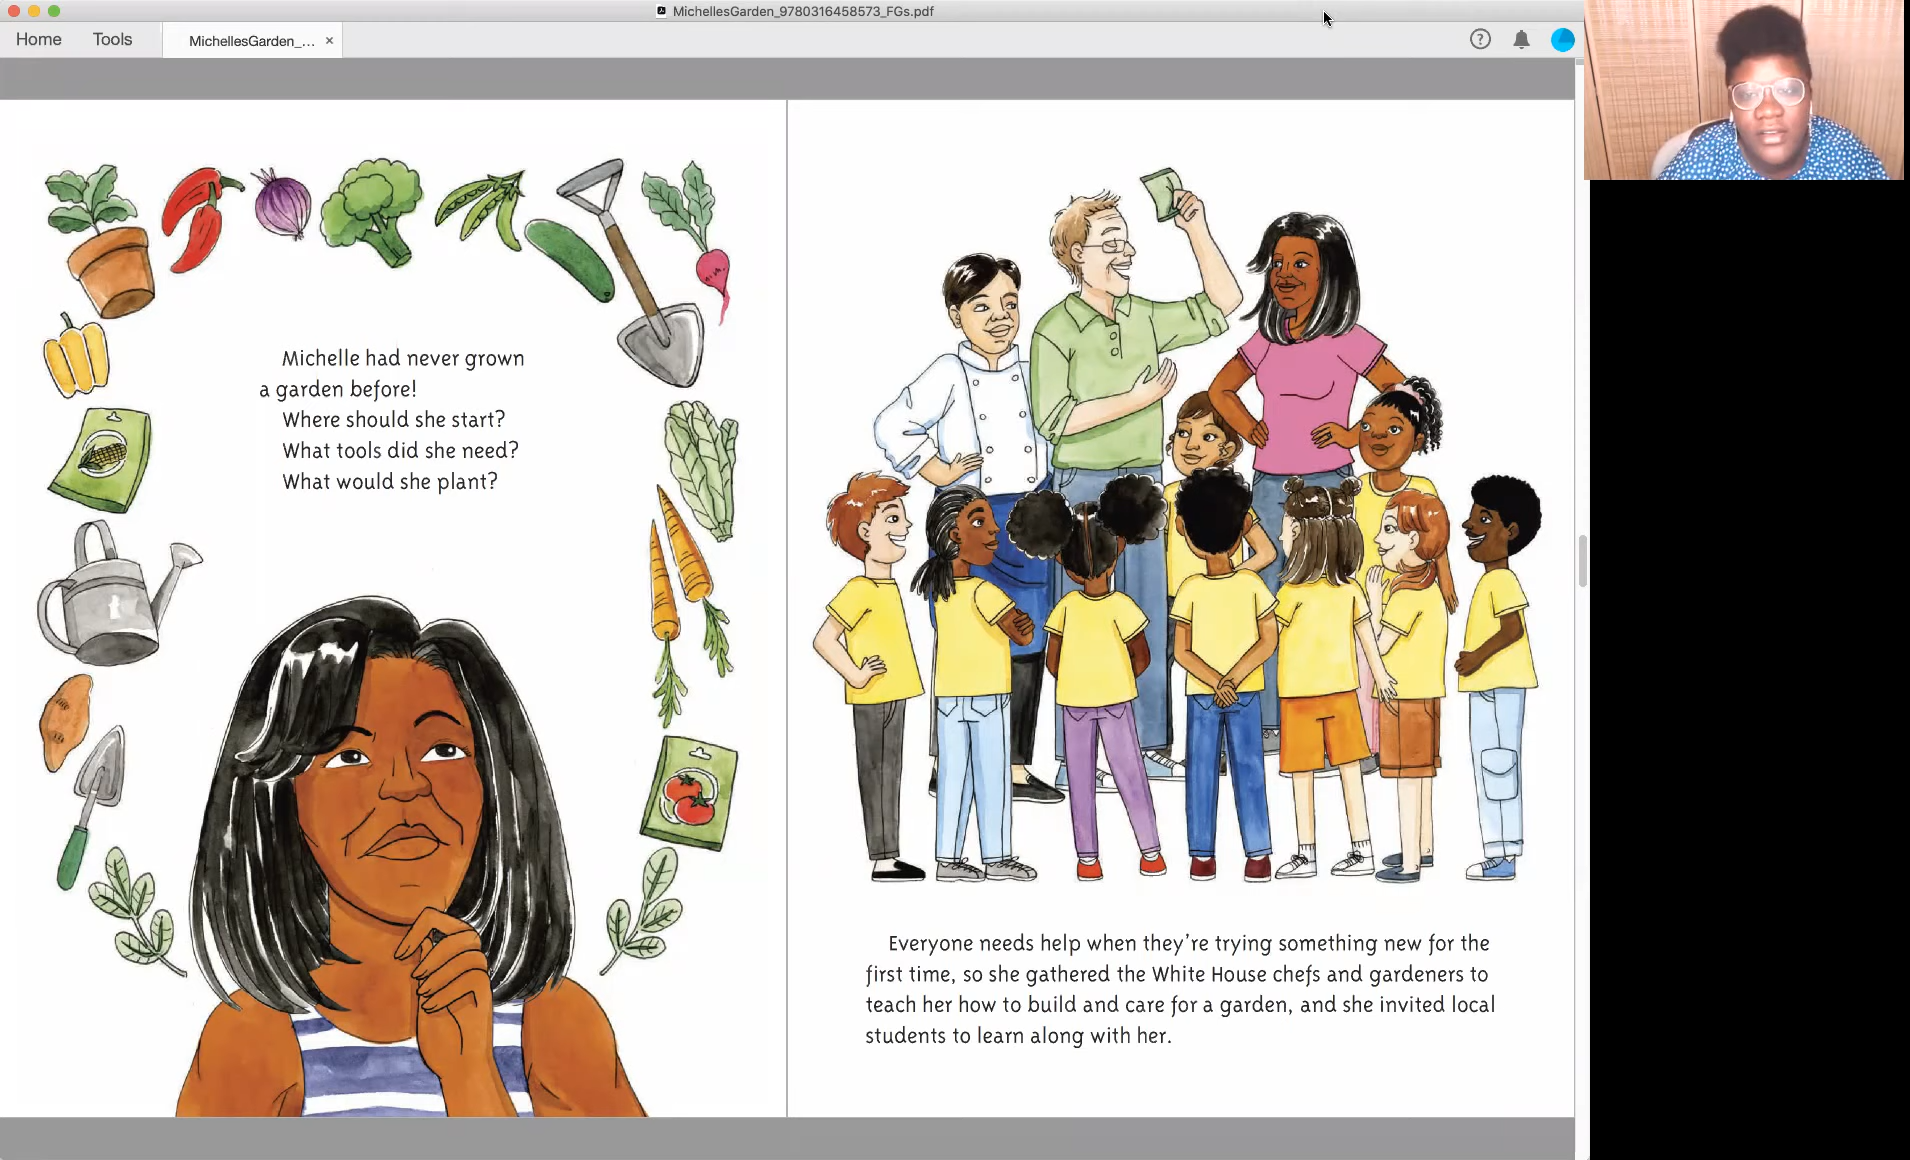 MichellesGarden_9780316458573_FGs.pdf
Home Tools MichellesGarden_... ×
?
Michelle had never grown
a garden before!
Where should she start?
What tools did she need?
What would she plant?
Everyone needs help when they're trying something new for the
first time, so she gathered the White House chefs and gardeners to
teach her how to build and care for a garden, and she invited local
students to learn along with her.